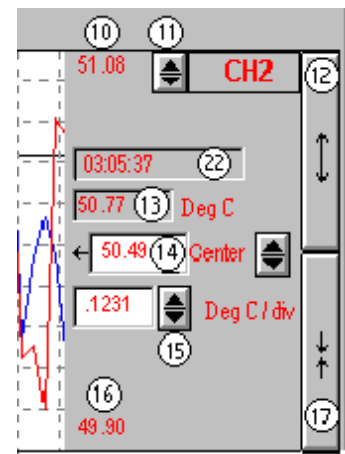 10 11
51.08 CH2 12
03:05:37 22
50.77 13 Deg C
50.49 14 Center
.1231 Deg C / div
15
16
49.90 17